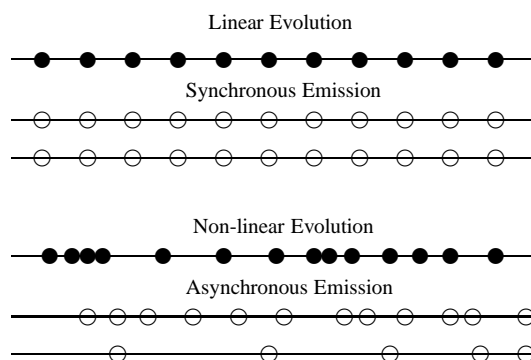 Linear Evolution
Synchronous Emission
Non-linear Evolution
Asynchronous Emission